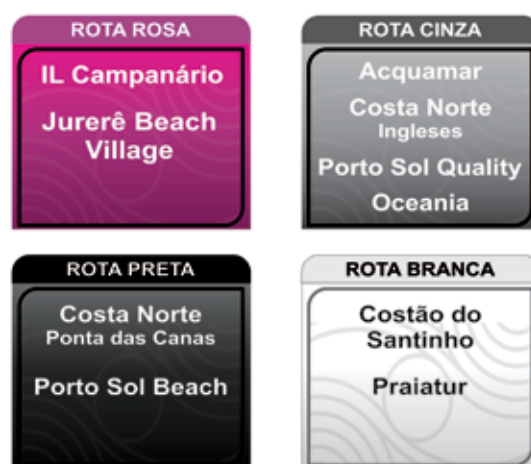 ROTA ROSA
IL Campanário
Jurerê Beach
Village
ROTA CINZA
Acquamar
Costa Norte
Ingleses
Porto Sol Quality
Oceania
ROTA PRETA
Costa Norte
Ponta das Canas
Porto Sol Beach
ROTA BRANCA
Costão do
Santinho
Praiatur